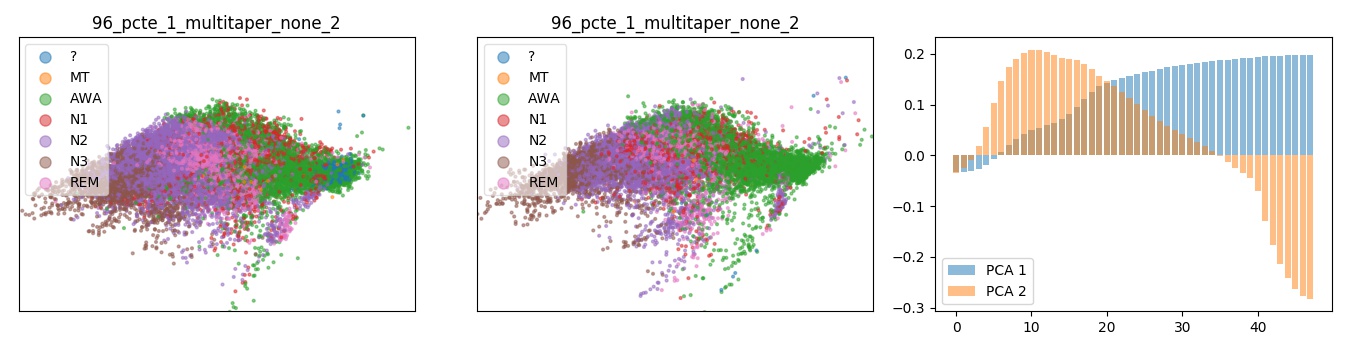 96_pcte_1_multitaper_none_2
?
MT
AWA
N1
N2
N3
REM
96_pcte_1_multitaper_none_2
?
MT
AWA
N1
N2
N3
REM
0.2
0.1
0.0
−0.1
−0.2
−0.3
PCA 1
PCA 2
0 10 20 30 40